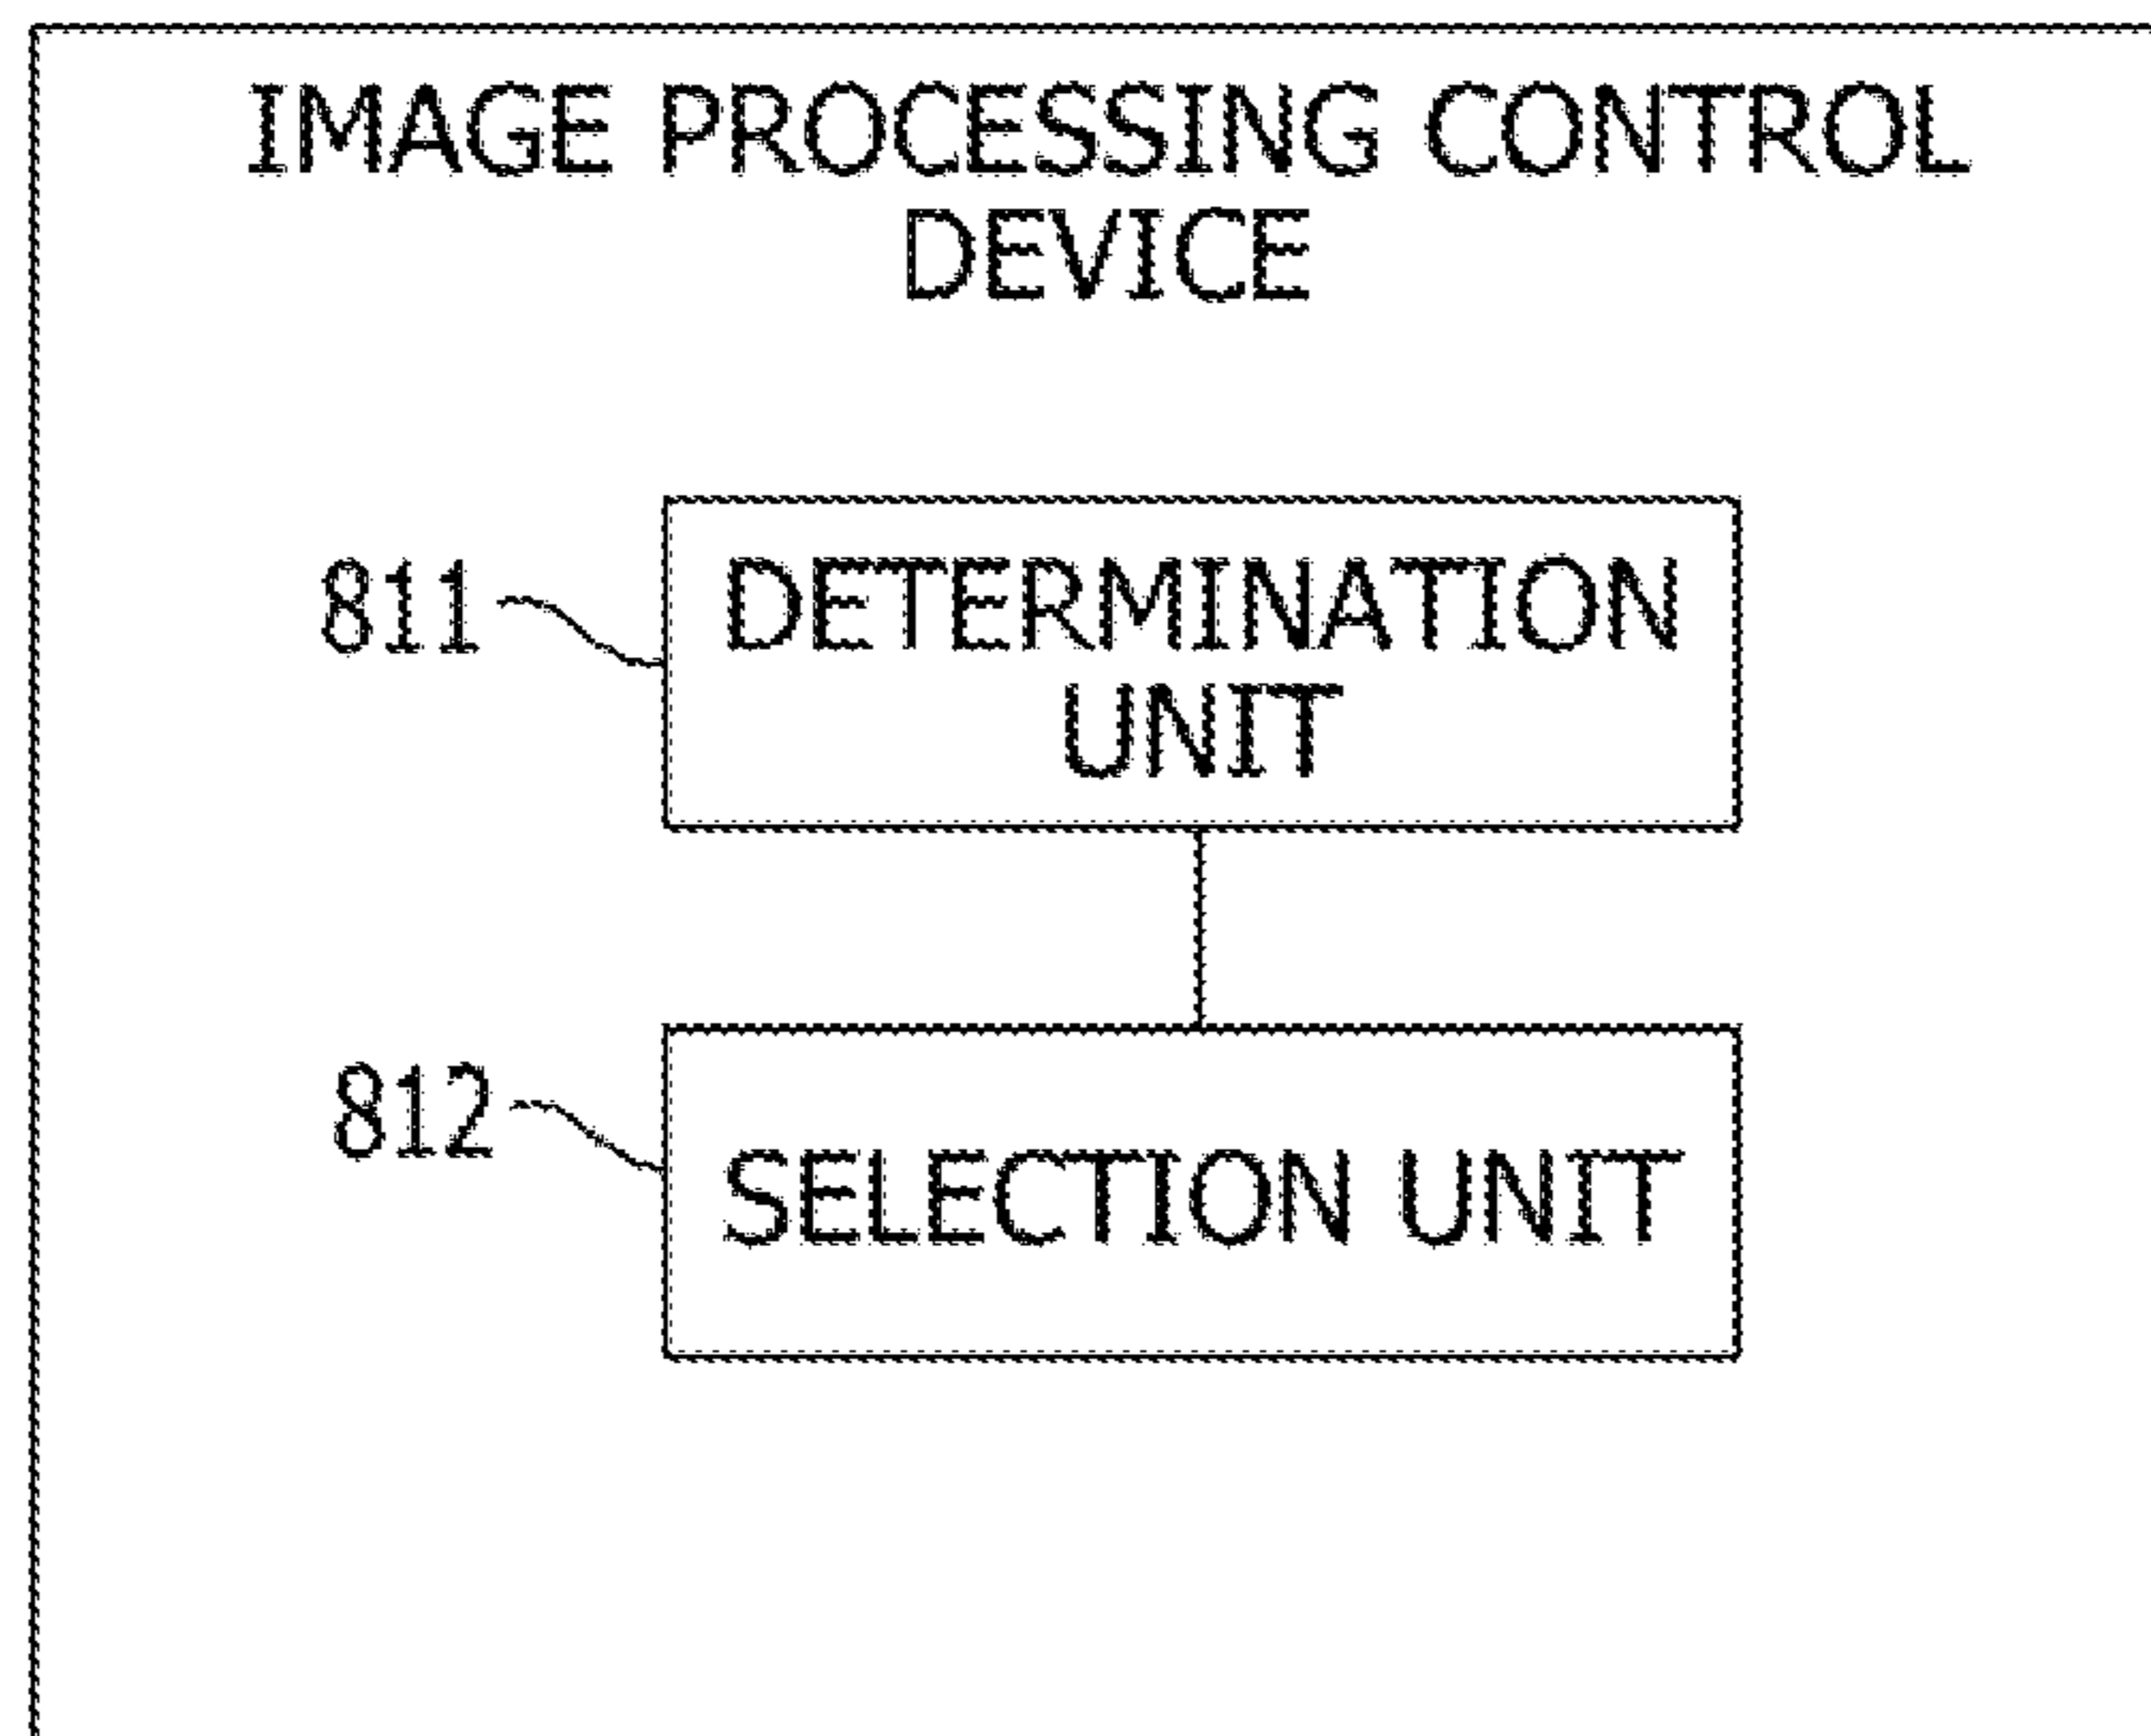 IMAGE PROCESSING CONTROL
DEVICE
811
DETERMINATION
UNIT
812
SELECTION UNIT